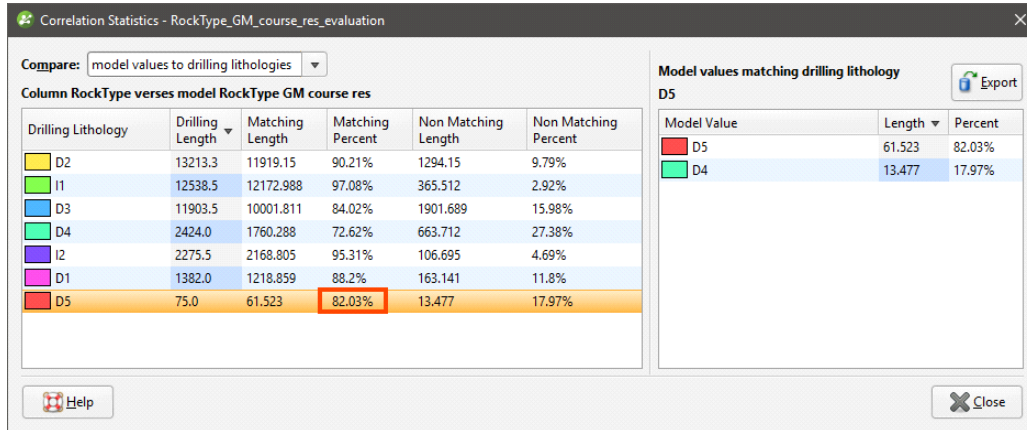 Correlation Statistics - RockType_GM_course_res_evaluation
Compare: model values to drilling lithologies
Column RockType verses model RockType GM course res
Drilling Lithology Drilling Length Matching Length Matching Percent Non Matching Length Non Matching Percent
D2 13213.3 11919.15 90.21% 1294.15 9.79%
I1 12538.5 12172.988 97.08% 365.512 2.92%
D3 11903.5 10001.811 84.02% 1901.689 15.98%
D4 2424.0 1760.288 72.62% 663.712 27.38%
I2 2275.5 2168.805 95.31% 106.695 4.69%
D1 1382.0 1218.859 88.2% 163.141 11.8%
D5 75.0 61.523 82.03% 13.477 17.97%
Model values matching drilling lithology
D5
Export
Model Value Length Percent
D5 61.523 82.03%
D4 13.477 17.97%
Help
Close